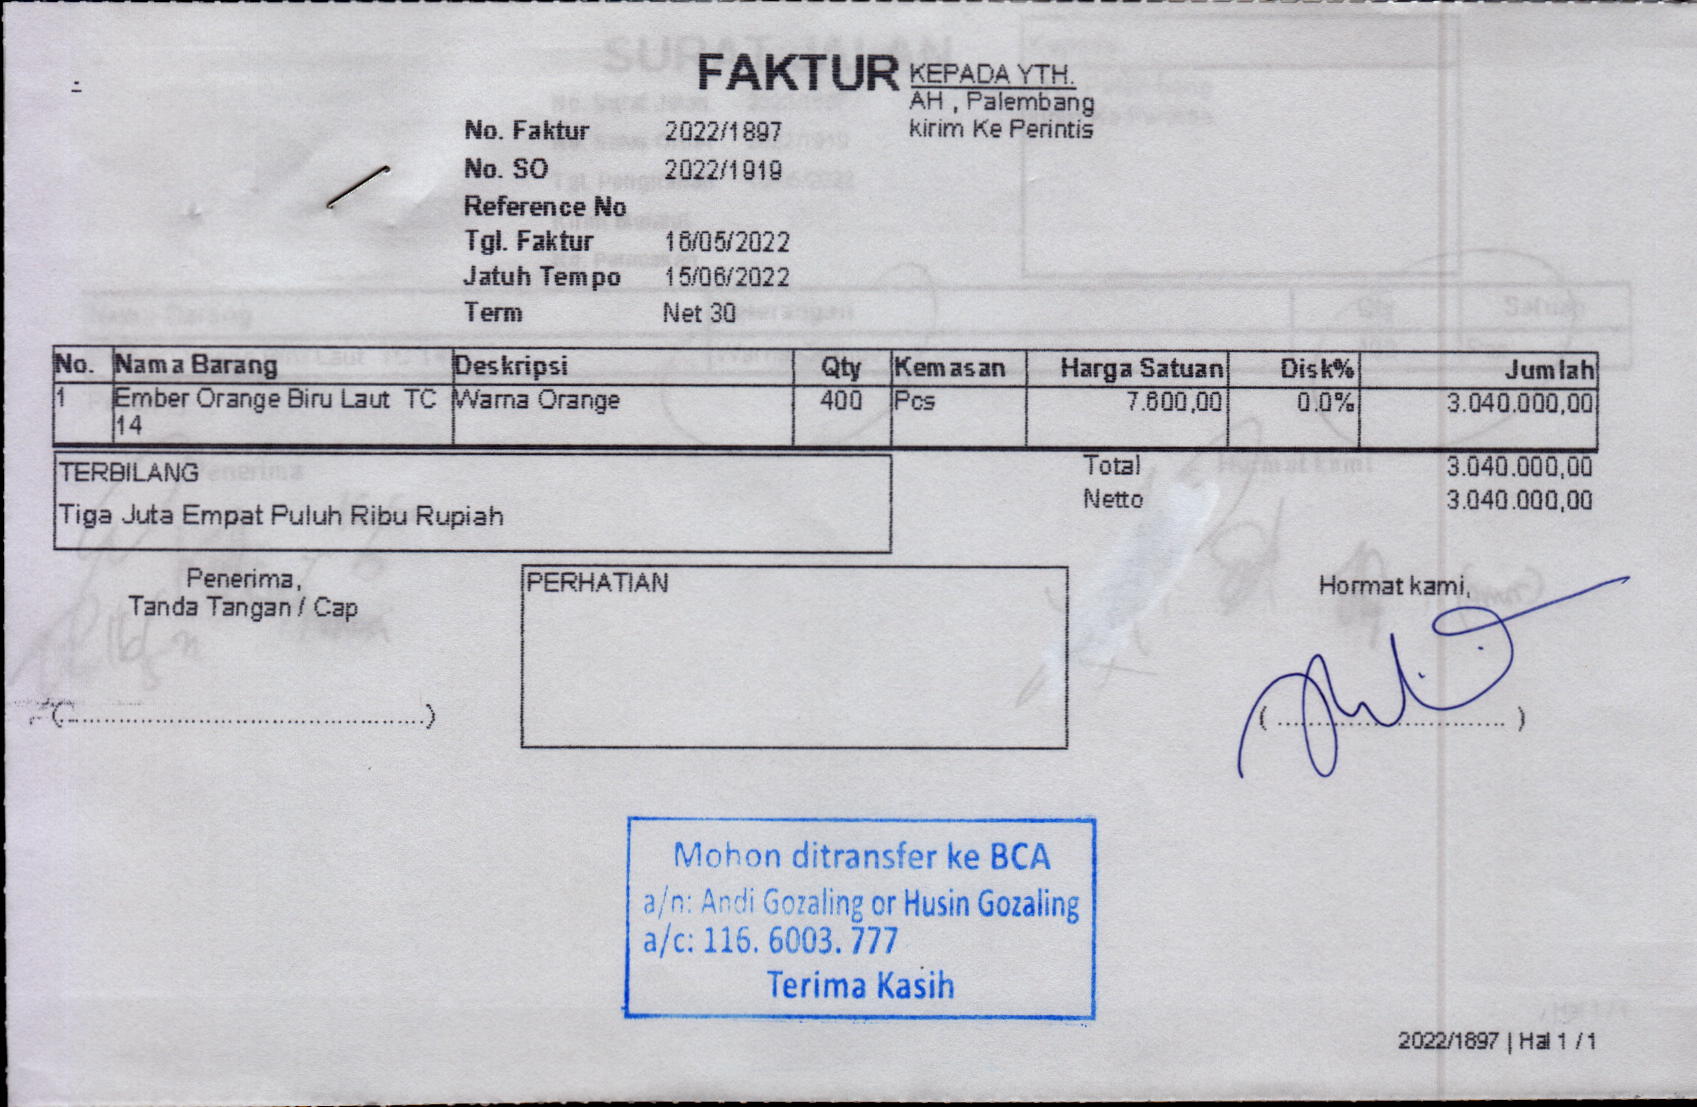 FAKTUR
KEPADA YTH.
AH , Palembang
kirim Ke Perintis
No. Faktur 2022/1897
No. SO 2022/1919
Reference No
Tgl. Faktur 16/05/2022
Jatuh Tempo 15/06/2022
Term Net 30
No. Nama Barang Deskripsi Qty Kemasan Harga Satuan Disk% Jumlah
1 Ember Orange Biru Laut TC Warna Orange 400 Pcs 7.600,00 0.0% 3.040.000,00
14
TERBILANG
Tiga Juta Empat Puluh Ribu Rupiah
Total 3.040.000,00
Netto 3.040.000,00
Penerima,
Tanda Tangan / Cap
PERHATIAN
Hormat kami,
Mohon ditransfer ke BCA
a/n: Andi Gozaling or Husin Gozaling
a/c: 116. 6003. 777
Terima Kasih
2022/1897 | Hal 1 / 1